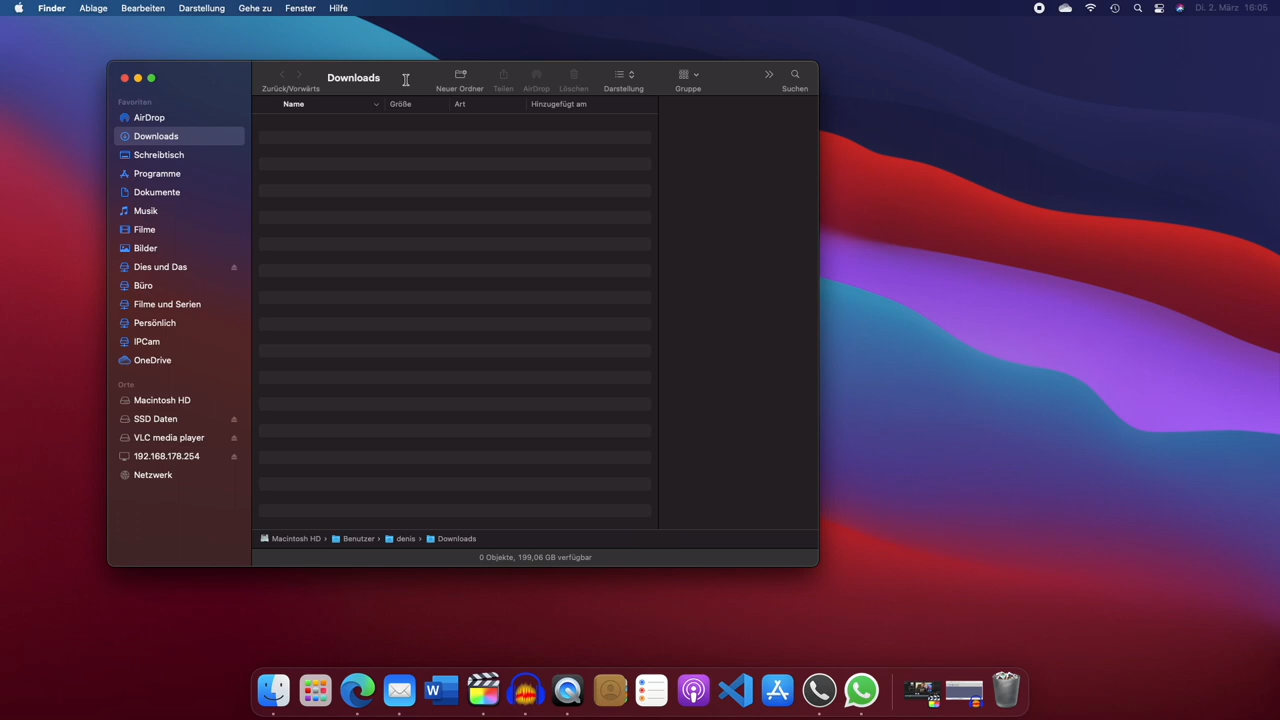 Finder Ablage Bearbeiten Darstellung Gehe zu Fenster Hilfe Di. 2. März 16:05
Downloads
Zurück/Vorwärts Neuer Ordner Teilen AirDrop Löschen Darstellung Gruppe Suchen
Name Größe Art Hinzugefügt am
Favoriten
AirDrop
Downloads
Schreibtisch
Programme
Dokumente
Musik
Filme
Bilder
Dies und Das
Büro
Filme und Serien
Persönlich
IPCam
OneDrive
Orte
Macintosh HD
SSD Daten
VLC media player
192.168.178.254
Netzwerk
Macintosh HD › Benutzer › denis › Downloads
0 Objekte, 199,06 GB verfügbar
W